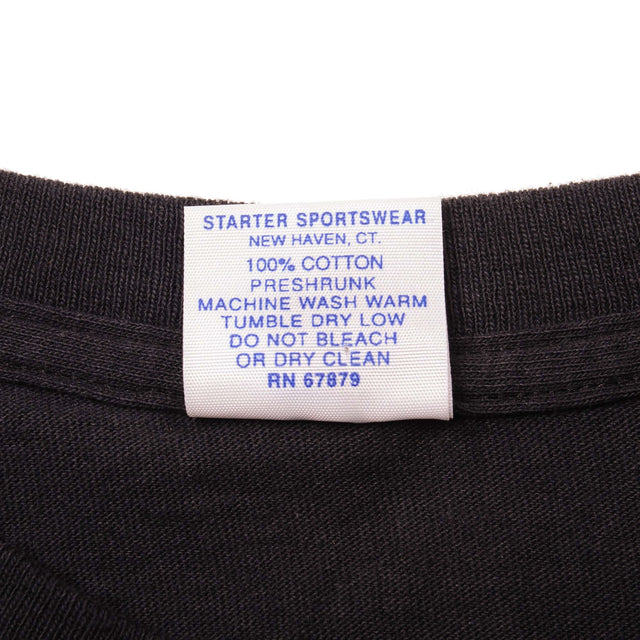 STARTER SPORTSWEAR
NEW HAVEN, CT.
100% COTTON
PRESHRUNK
MACHINE WASH WARM
TUMBLE DRY LOW
DO NOT BLEACH
OR DRY CLEAN
RN 67879